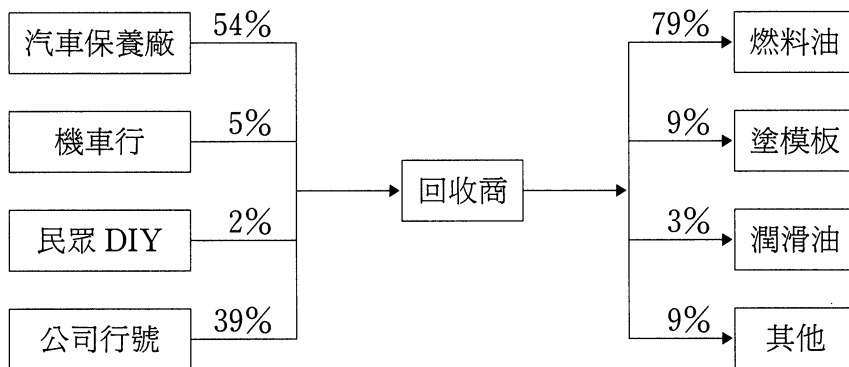 汽車保養廠 54%
機車行 5%
民眾 DIY 2%
公司行號 39%
回收商
79% 燃料油
9% 塗模板
3% 潤滑油
9% 其他